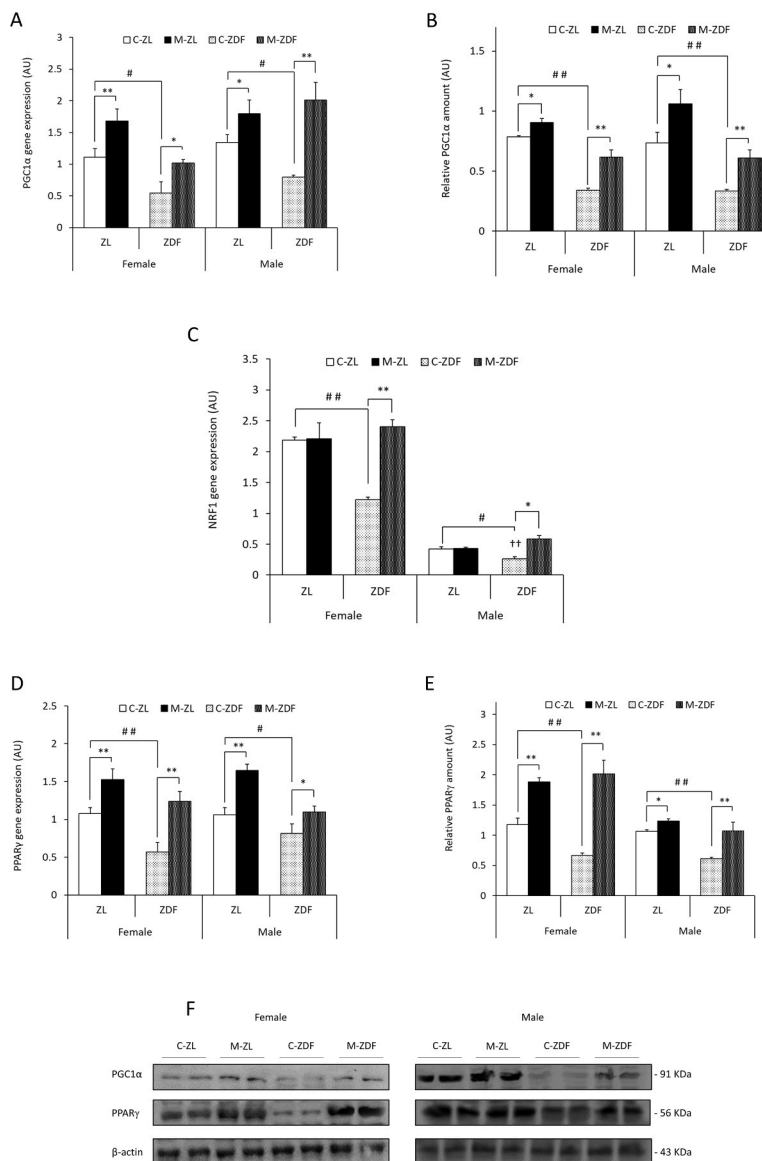 A
C-ZL M-ZL C-ZDF M-ZDF
PGC1α gene expression (AU)
3
2.5
2
1.5
1
0.5
0
#
**
*
#
*
**
ZL ZDF ZL ZDF
Female Male
B
C-ZL M-ZL C-ZDF M-ZDF
Relative PGC1α amount (AU)
1.5
1
0.5
0
# #
*
**
# #
*
**
ZL ZDF ZL ZDF
Female Male
C
C-ZL M-ZL C-ZDF M-ZDF
NRF1 gene expression (AU)
3.5
3
2.5
2
1.5
1
0.5
0
# #
**
#
††
*
ZL ZDF ZL ZDF
Female Male
D
C-ZL M-ZL C-ZDF M-ZDF
PPARγ gene expression (AU)
2.5
2
1.5
1
0.5
0
# #
**
**
#
**
*
ZL ZDF ZL ZDF
Female Male
E
C-ZL M-ZL C-ZDF M-ZDF
Relative PPARγ amount (AU)
3
2.5
2
1.5
1
0.5
0
# #
**
**
# #
*
**
ZL ZDF ZL ZDF
Female Male
F
Female Male
C-ZL M-ZL C-ZDF M-ZDF C-ZL M-ZL C-ZDF M-ZDF
PGC1α - 91 KDa
PPARγ - 56 KDa
β-actin - 43 KDa